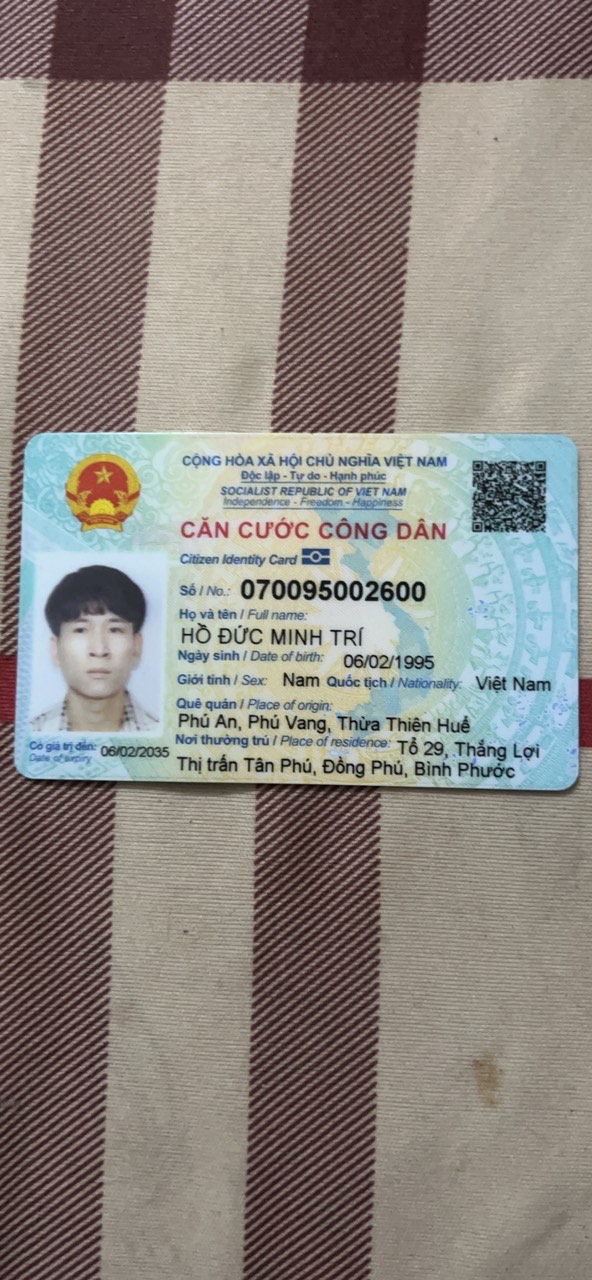 CỘNG HÒA XÃ HỘI CHỦ NGHĨA VIỆT NAM
Độc lập - Tự do - Hạnh phúc
SOCIALIST REPUBLIC OF VIET NAM
Independence - Freedom - Happiness
CĂN CƯỚC CÔNG DÂN
Citizen Identity Card
Số / No.: 070095002600
Họ và tên / Full name:
HỒ ĐỨC MINH TRÍ
Ngày sinh / Date of birth: 06/02/1995
Giới tính / Sex: Nam Quốc tịch / Nationality: Việt Nam
Quê quán / Place of origin:
Phú An, Phú Vang, Thừa Thiên Huế
Nơi thường trú / Place of residence: Tổ 29, Thắng Lợi
Thị trấn Tân Phú, Đồng Phú, Bình Phước
Có giá trị đến: 06/02/2035
Date of expiry